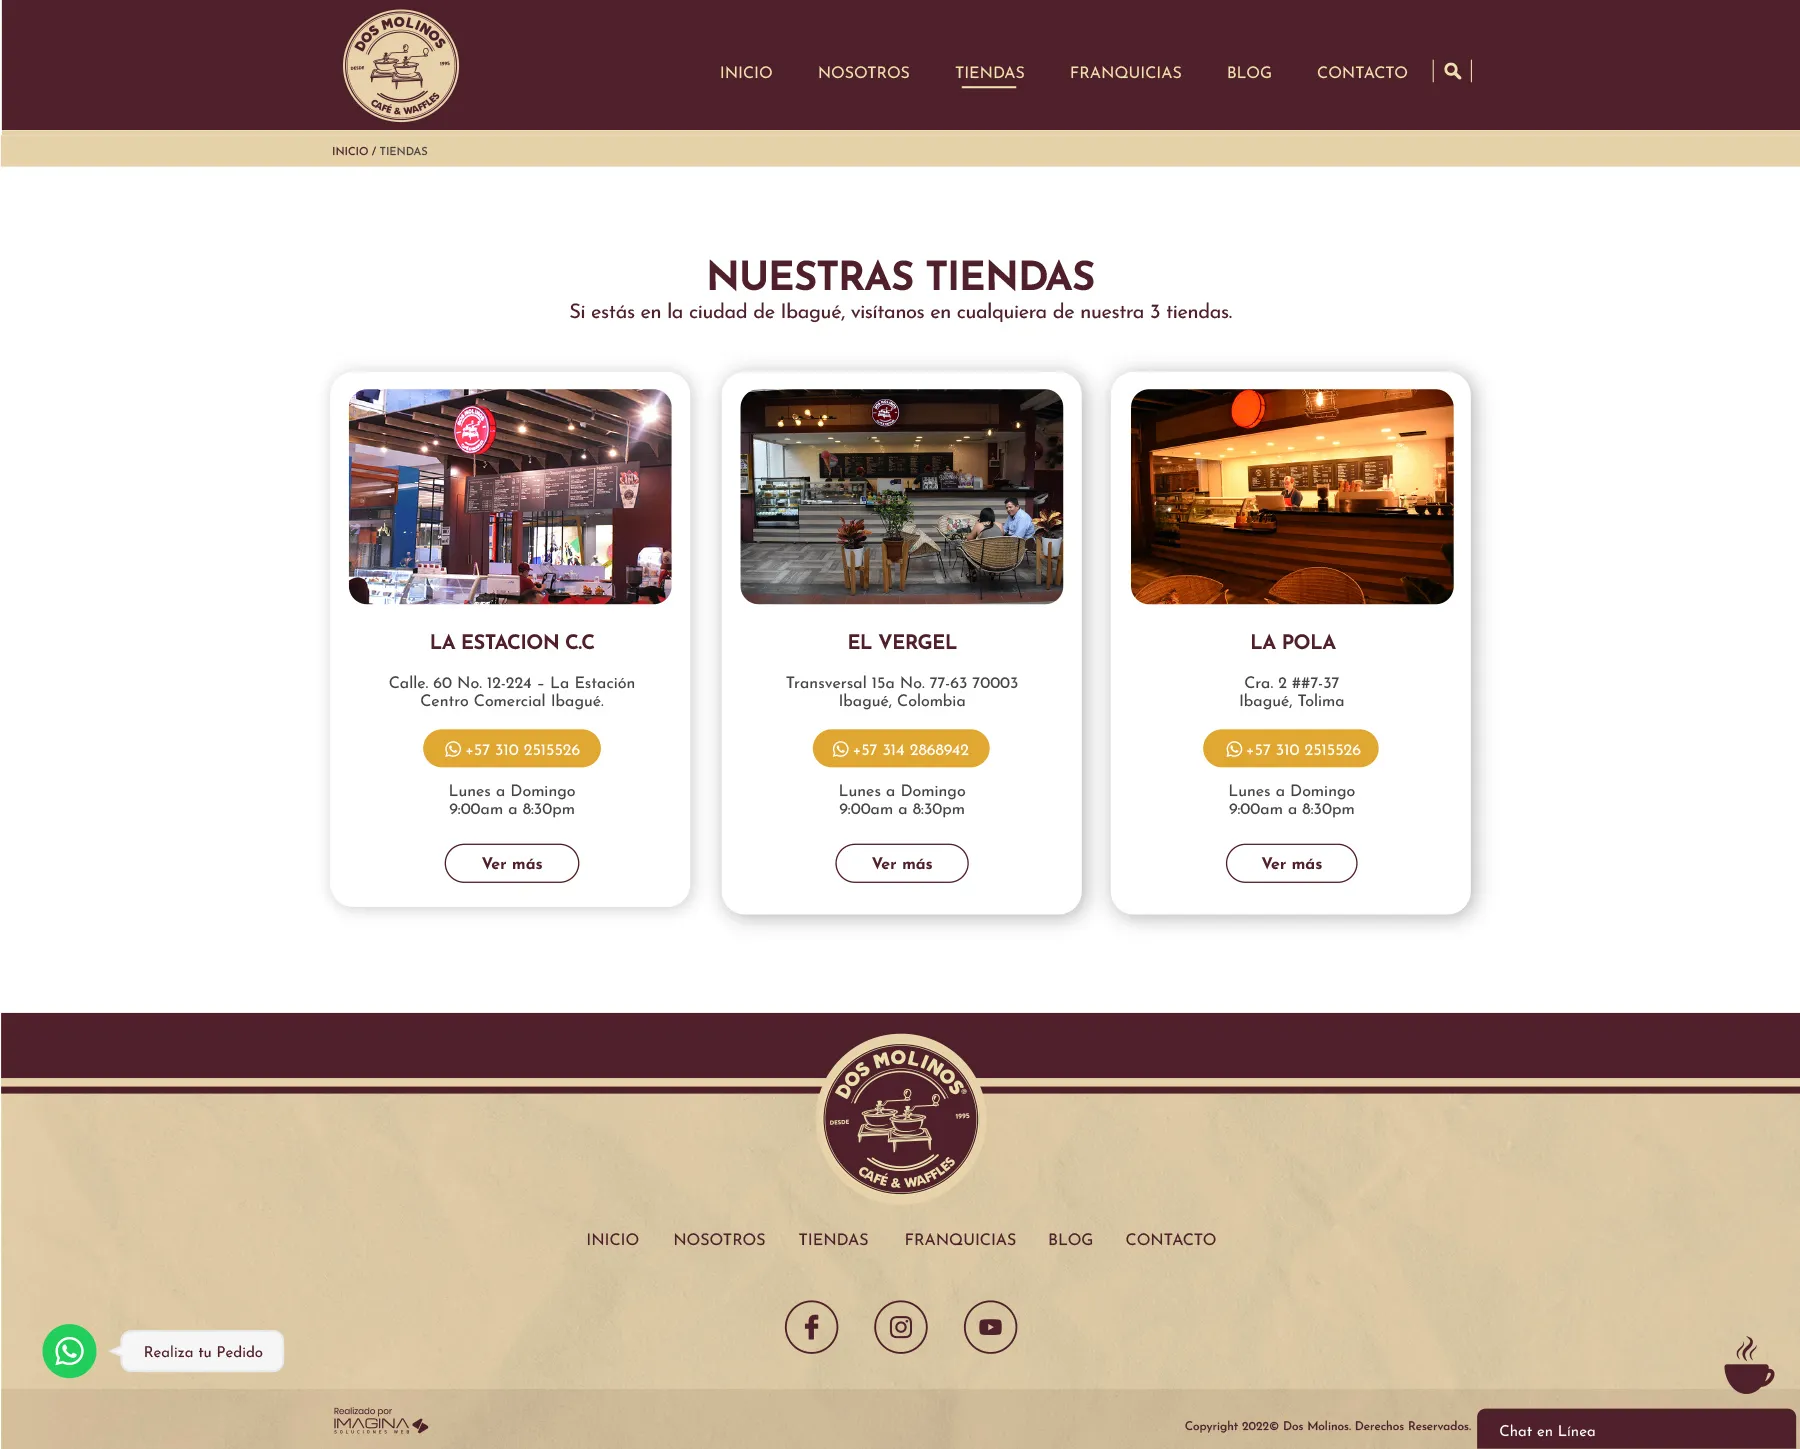 DOS MOLINOS
DESDE 1995
CAFÉ & WAFFLES
INICIO NOSOTROS TIENDAS FRANQUICIAS BLOG CONTACTO
INICIO / TIENDAS
NUESTRAS TIENDAS
Si estás en la ciudad de Ibagué, visítanos en cualquiera de nuestra 3 tiendas.
DOS MOLINOS
DOS MOLINOS
LA ESTACION C.C
Calle. 60 No. 12-224 – La Estación
Centro Comercial Ibagué.
+57 310 2515526
Lunes a Domingo
9:00am a 8:30pm
Ver más
EL VERGEL
Transversal 15a No. 77-63 70003
Ibagué, Colombia
+57 314 2868942
Lunes a Domingo
9:00am a 8:30pm
Ver más
LA POLA
Cra. 2 ##7-37
Ibagué, Tolima
+57 310 2515526
Lunes a Domingo
9:00am a 8:30pm
Ver más
DOS MOLINOS®
DESDE 1995
CAFÉ & WAFFLES
INICIO NOSOTROS TIENDAS FRANQUICIAS BLOG CONTACTO
Realiza tu Pedido
Realizado por
IMAGINA
SOLUCIONES WEB
Copyright 2022© Dos Molinos. Derechos Reservados.
Chat en Línea